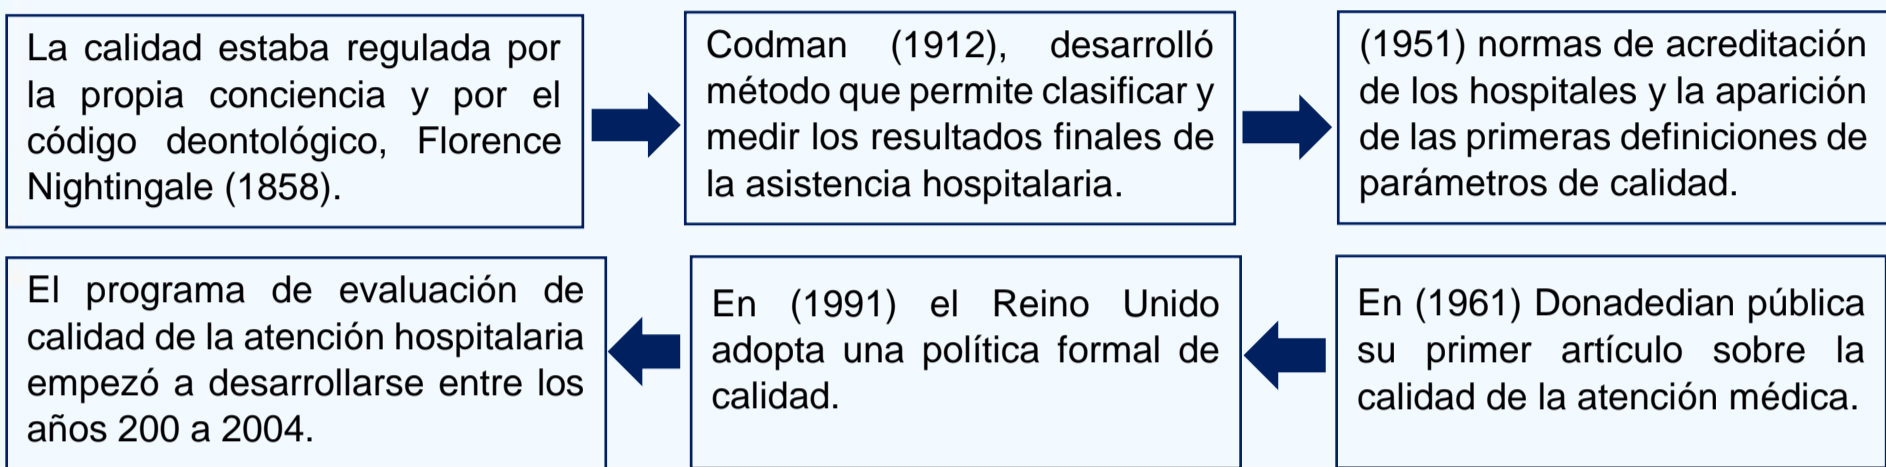 La calidad estaba regulada por
la propia conciencia y por el
código deontológico, Florence
Nightingale (1858).
Codman (1912), desarrolló
método que permite clasificar y
medir los resultados finales de
la asistencia hospitalaria.
(1951) normas de acreditación
de los hospitales y la aparición
de las primeras definiciones de
parámetros de calidad.
En (1961) Donadedian pública
su primer artículo sobre la
calidad de la atención médica.
En (1991) el Reino Unido
adopta una política formal de
calidad.
El programa de evaluación de
calidad de la atención hospitalaria
empezó a desarrollarse entre los
años 200 a 2004.